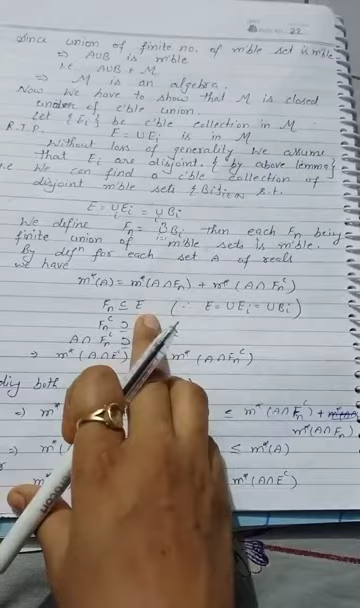 22
Since union of finite no. of m'ble set is m'ble
⇒ A∪B is m'ble
i.e A∪B ∈ M
⇒ M is an algebra.
Now we have to show that M is closed
under of c'ble union.
Let {Ei} be c'ble collection in M.
R.T.P. E = ∪Ei is in M
Without loss of generality we assume
that Ei are disjoint. { by above lemma }
i.e We can find a c'ble collection of
disjoint m'ble sets {Bi}i∈N s.t.
E = ∪Ei = ∪Bi
We define Fn = ∪Bi then each Fn being
finite union of m'ble sets is m'ble.
By defn for each set A of reals
we have
m*(A) = m*(A∩Fn) + m*(A∩Fnᶜ)
Fn ⊆ E (∵ E = ∪Ei = ∪Bi)
Fnᶜ ⊇
A∩Fnᶜ ⊇
⇒ m*(A∩Eᶜ) m*(A∩Fnᶜ)
both
⇒ m* ≤ m*(A∩Fnᶜ) +
m*(A∩Fn)
⇒ m* ≤ m*(A)
m* m*(A∩Eᶜ)